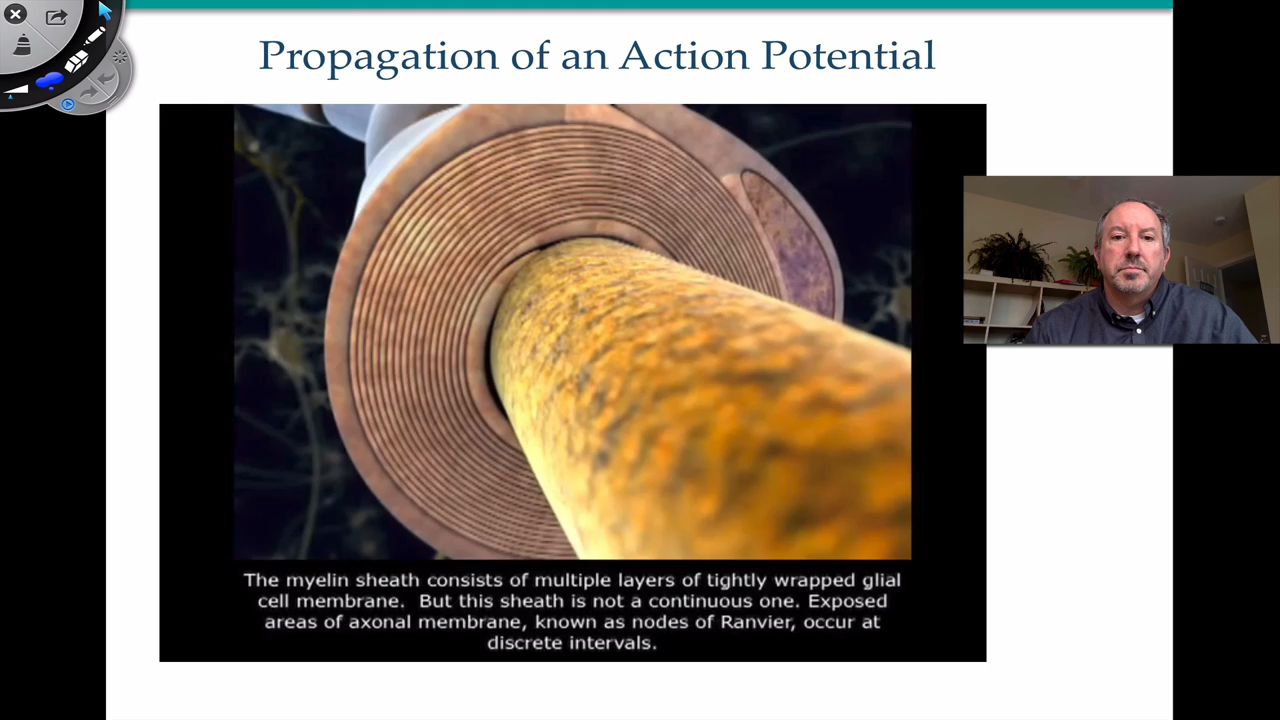 Propagation of an Action Potential
The myelin sheath consists of multiple layers of tightly wrapped glial
cell membrane. But this sheath is not a continuous one. Exposed
areas of axonal membrane, known as nodes of Ranvier, occur at
discrete intervals.